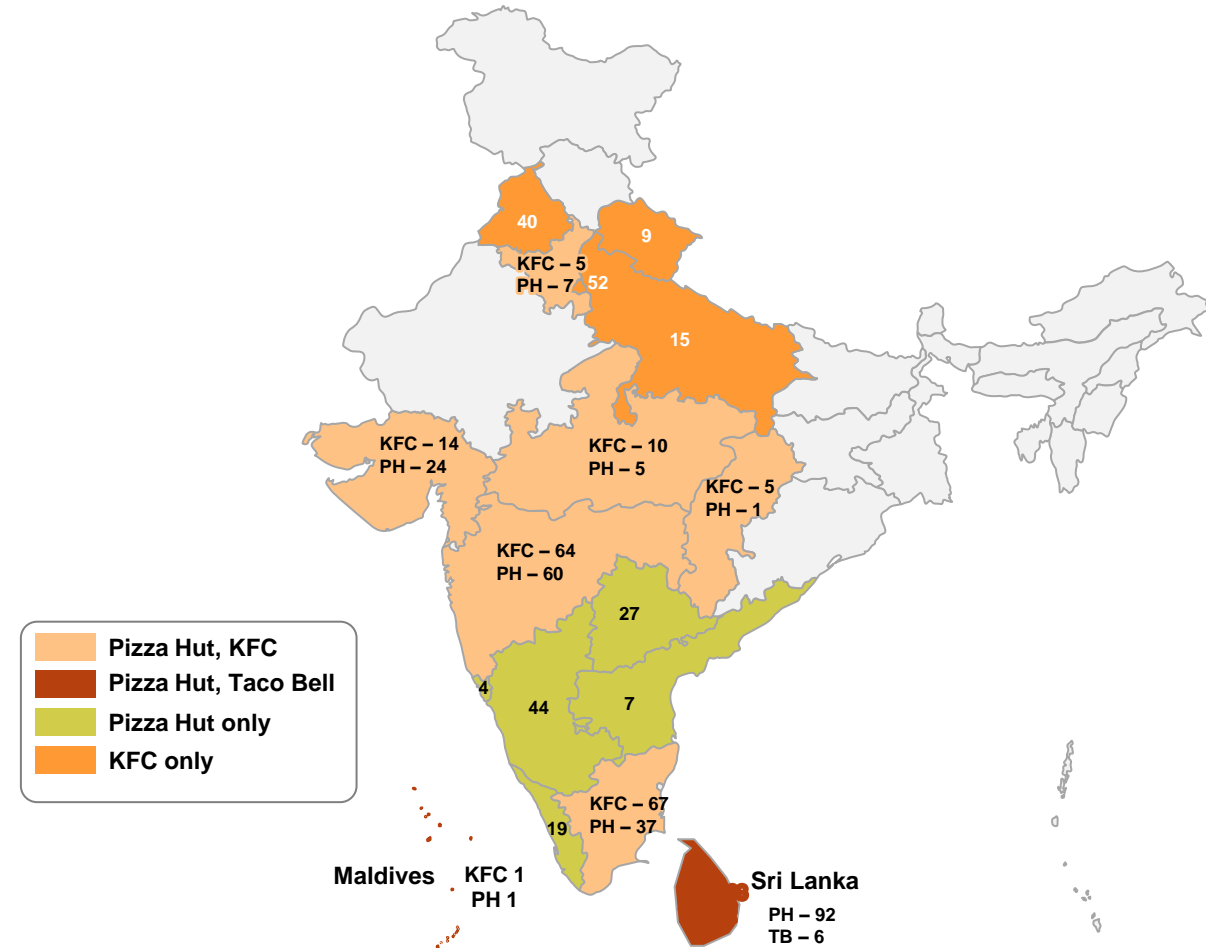 40
9
KFC – 5
PH – 7
52
15
KFC – 14
PH – 24
KFC – 10
PH – 5
KFC – 5
PH – 1
KFC – 64
PH – 60
27
4
44
7
KFC – 67
PH – 37
19
Pizza Hut, KFC
Pizza Hut, Taco Bell
Pizza Hut only
KFC only
Maldives
KFC 1
PH 1
Sri Lanka
PH – 92
TB – 6